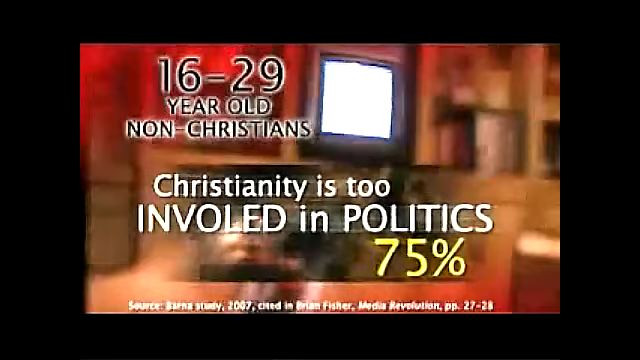 16-29
YEAR OLD
NON-CHRISTIANS
Christianity is too
INVOLED in POLITICS
75%
Source: Barna study, 2007, cited in Brian Fisher, Media Revolution, pp. 27-28